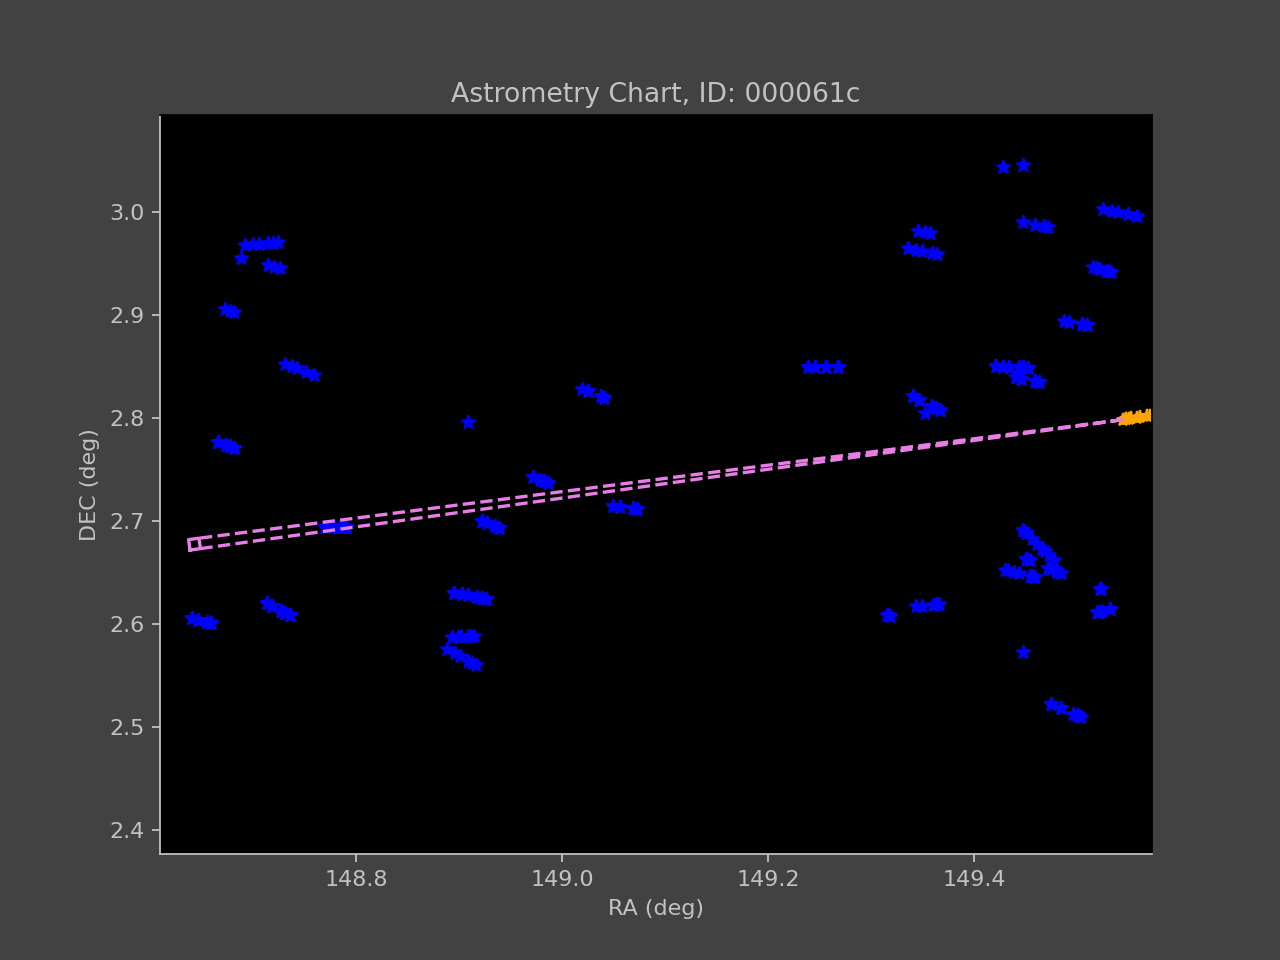 Astrometry Chart, ID: 000061c
DEC (deg)
3.0
2.9
2.8
2.7
2.6
2.5
2.4
148.8 149.0 149.2 149.4
RA (deg)